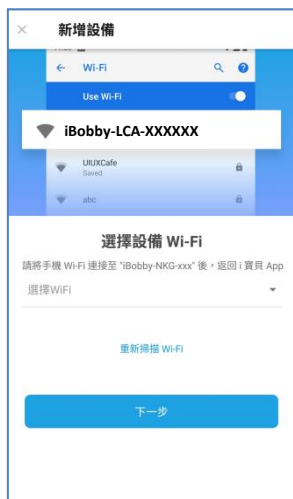 新增設備
Wi-Fi
Use Wi-Fi
iBobby-LCA-XXXXXX
UIUXCafe
Saved
abc
選擇設備 Wi-Fi
請將手機 Wi-Fi 連接至 "iBobby-NKG-xxx" 後，返回 i 寶貝 App
選擇WiFi
重新掃描 Wi-Fi
下一步